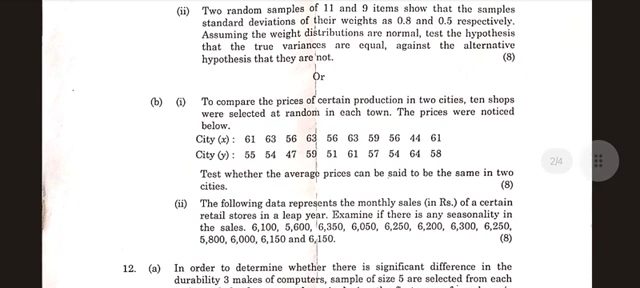 (ii) Two random samples of 11 and 9 items show that the samples
standard deviations of their weights as 0.8 and 0.5 respectively.
Assuming the weight distributions are normal, test the hypothesis
that the true variances are equal, against the alternative
hypothesis that they are not. (8)
Or
(b) (i) To compare the prices of certain production in two cities, ten shops
were selected at random in each town. The prices were noticed
below.
City (x) : 61 63 56 63 56 63 59 56 44 61
City (y) : 55 54 47 59 51 61 57 54 64 58
Test whether the average prices can be said to be the same in two
cities. (8)
(ii) The following data represents the monthly sales (in Rs.) of a certain
retail stores in a leap year. Examine if there is any seasonality in
the sales. 6,100, 5,600, 6,350, 6,050, 6,250, 6,200, 6,300, 6,250,
5,800, 6,000, 6,150 and 6,150. (8)
12. (a) In order to determine whether there is significant difference in the
durability 3 makes of computers, sample of size 5 are selected from each
2/4